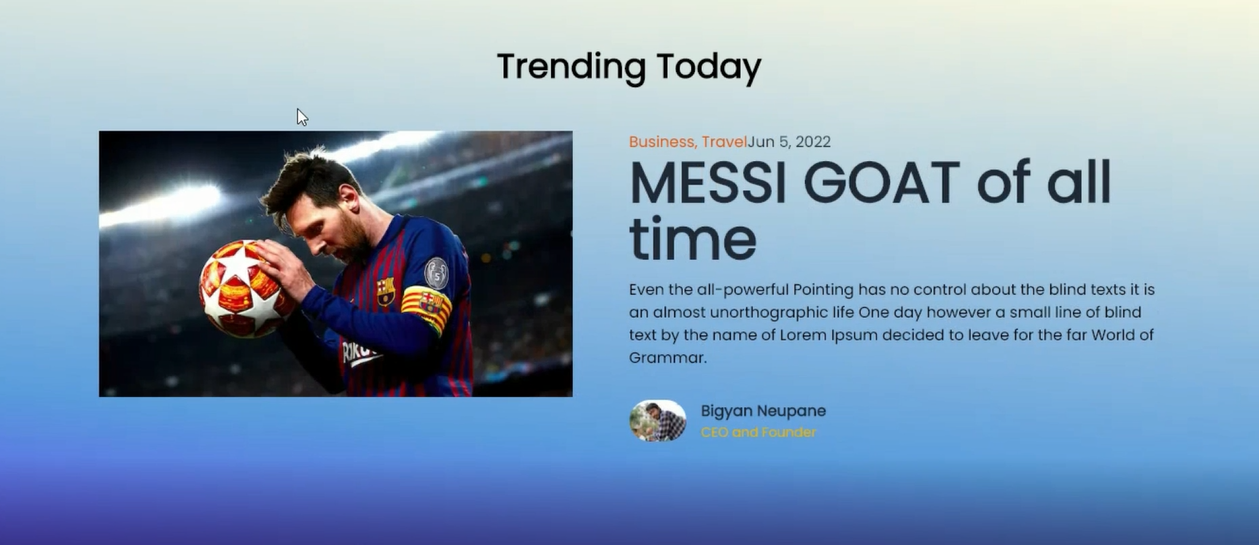 Trending Today
Business, TravelJun 5, 2022
MESSI GOAT of all
time
Even the all-powerful Pointing has no control about the blind texts it is
an almost unorthographic life One day however a small line of blind
text by the name of Lorem Ipsum decided to leave for the far World of
Grammar.
Bigyan Neupane
CEO and Founder